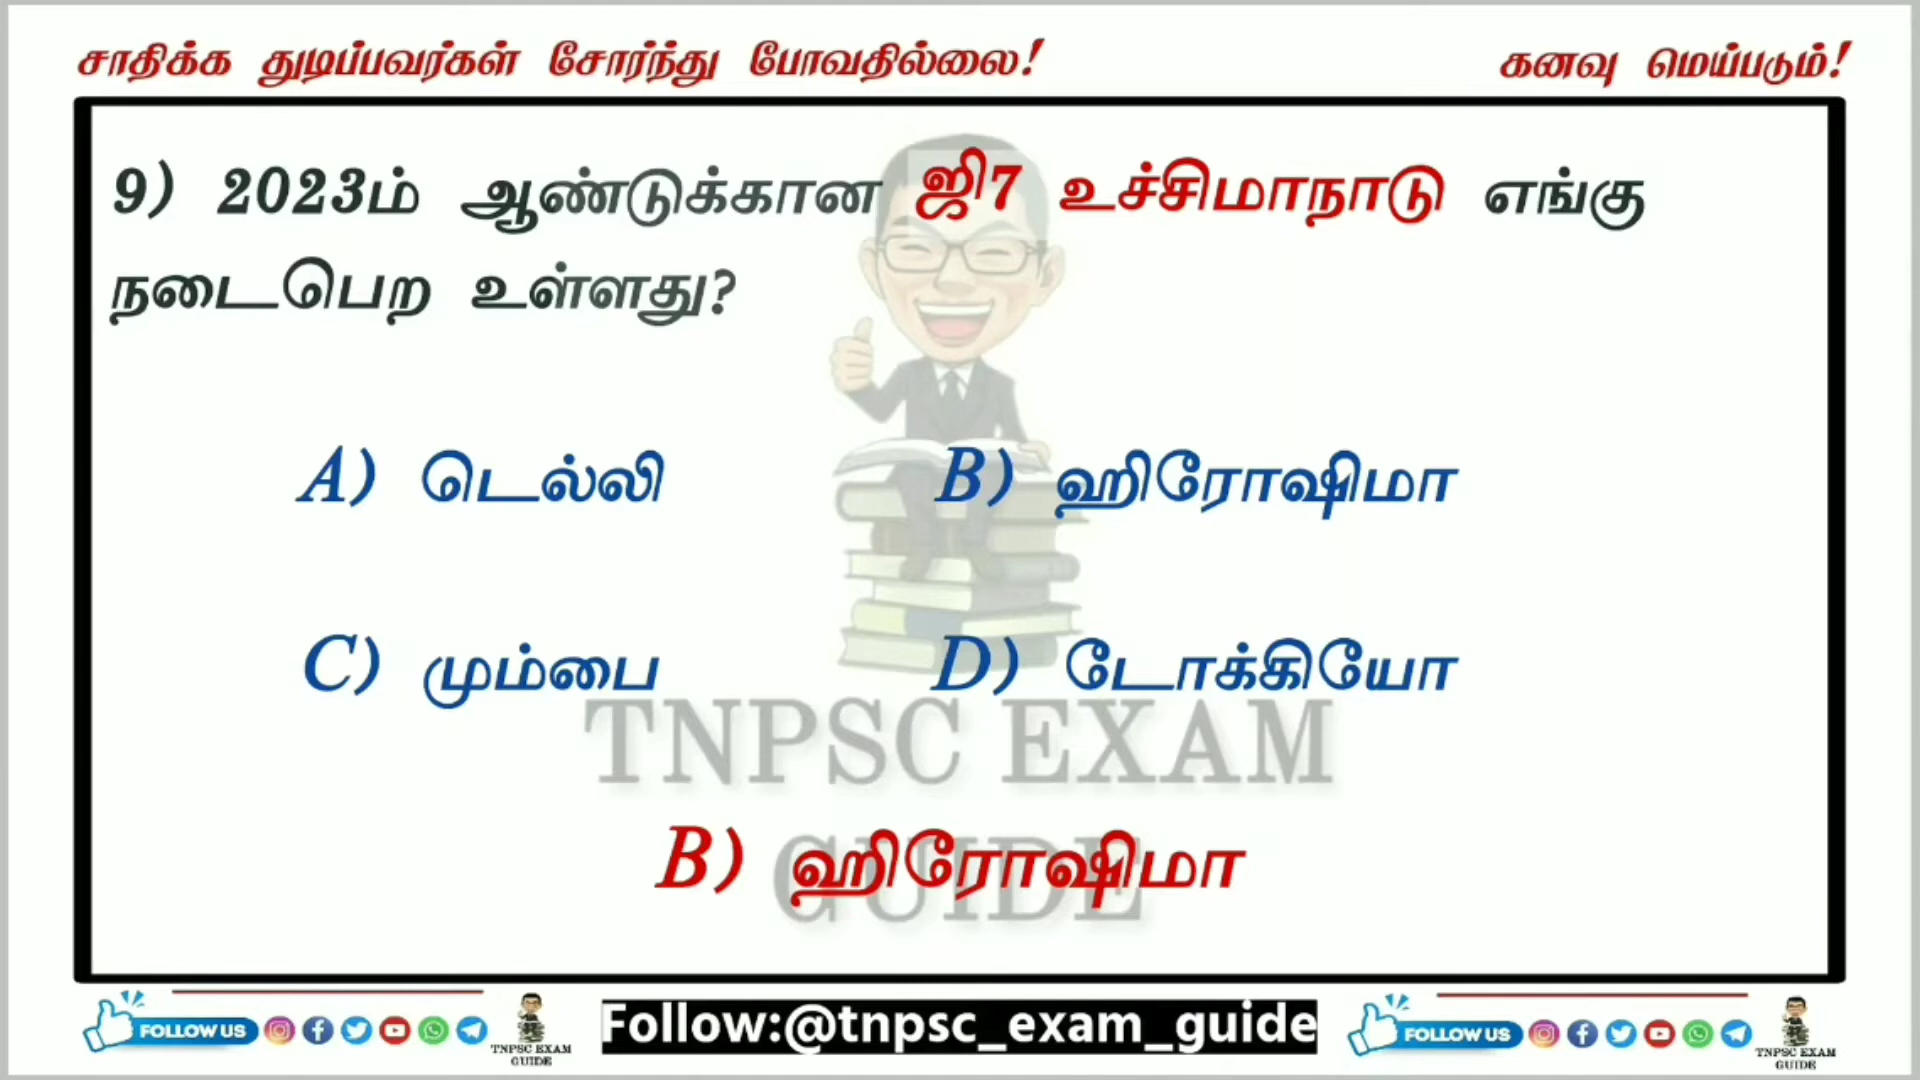 சாதிக்க துடிப்பவர்கள் சோர்ந்து போவதில்லை! கனவு மெய்படும்!
9) 2023ம் ஆண்டுக்கான ஜி7 உச்சிமாநாடு எங்கு
நடைபெற உள்ளது?
A) டெல்லி B) ஹிரோஷிமா
C) மும்பை D) டோக்கியோ
TNPSC EXAM
GUIDE
B) ஹிரோஷிமா
FOLLOW US TNPSC EXAM GUIDE Follow:@tnpsc_exam_guide FOLLOW US TNPSC EXAM GUIDE